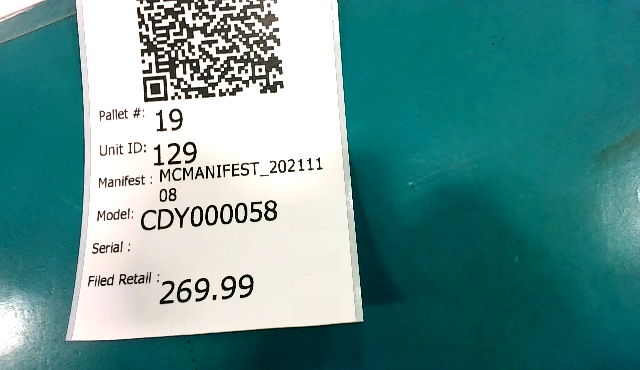 Pallet #: 19
Unit ID: 129
Manifest : MCMANIFEST_202111
08
Model: CDY000058
Serial :
Filed Retail : 269.99